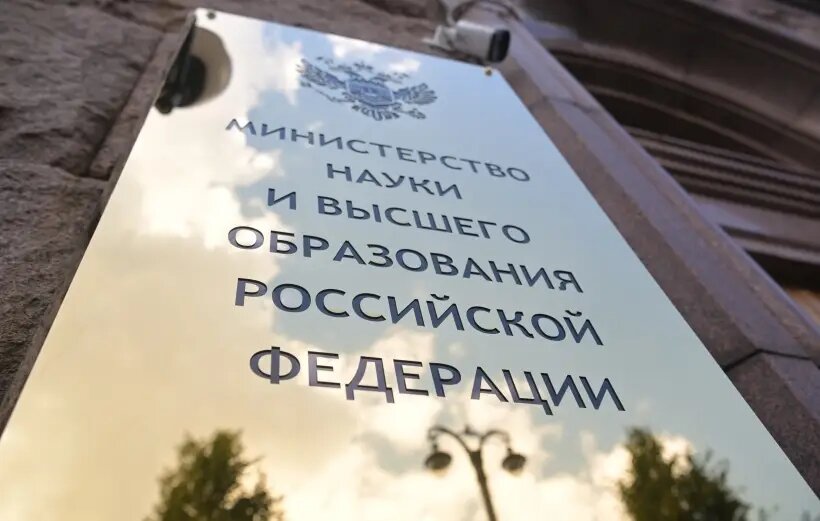 МИНИСТЕРСТВО
НАУКИ
И ВЫСШЕГО
ОБРАЗОВАНИЯ
РОССИЙСКОЙ
ФЕДЕРАЦИИ